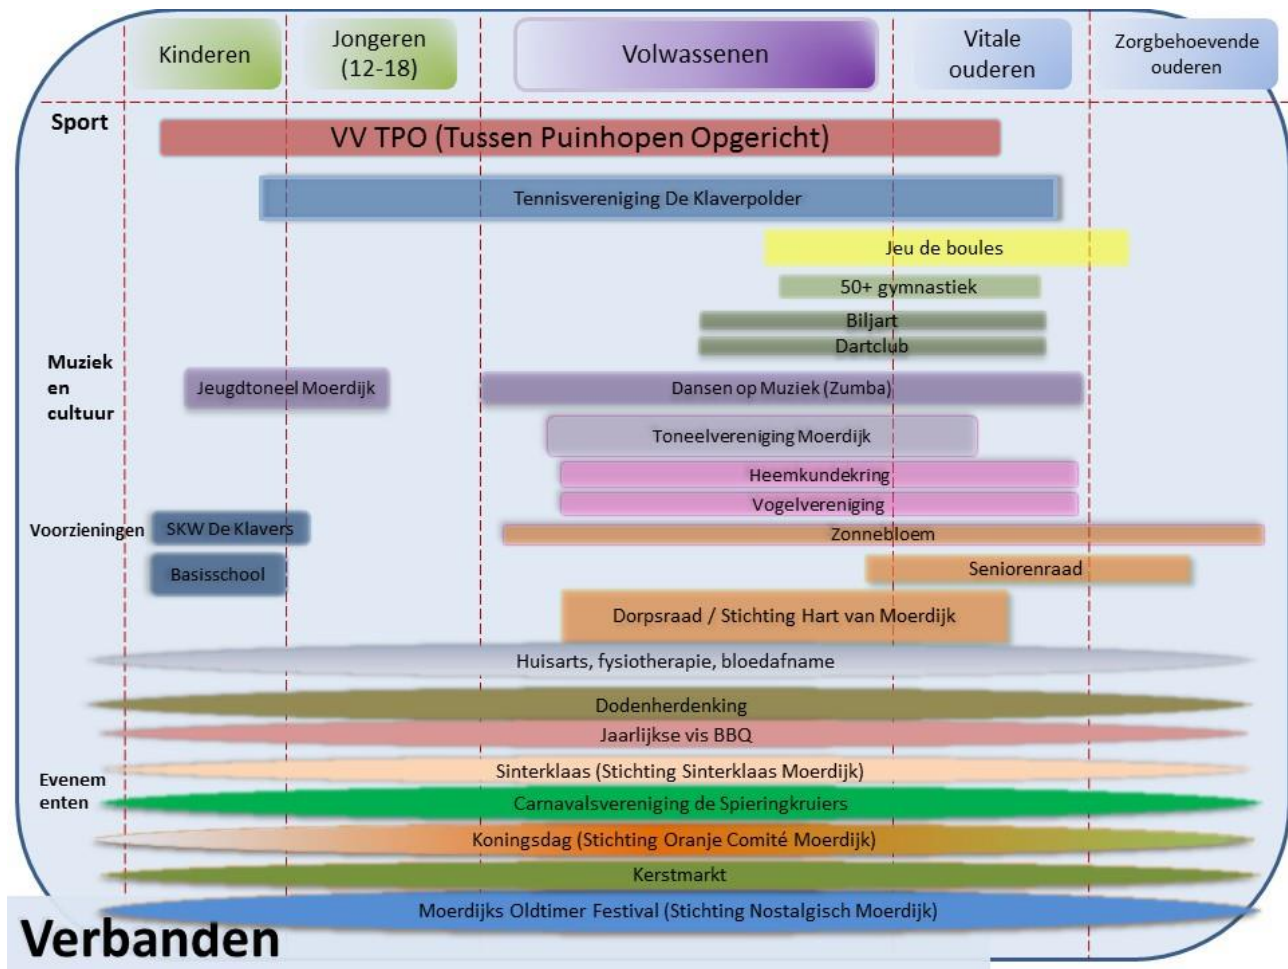 Kinderen
Jongeren
(12-18)
Volwassenen
Vitale
ouderen
Zorgbehoevende
ouderen
Sport
VV TPO (Tussen Puinhopen Opgericht)
Tennisvereniging De Klaverpolder
Jeu de boules
50+ gymnastiek
Biljart
Dartclub
Muziek
en
cultuur
Jeugdtoneel Moerdijk
Dansen op Muziek (Zumba)
Toneelvereniging Moerdijk
Heemkundekring
Vogelvereniging
Voorzieningen
SKW De Klavers
Zonnebloem
Basisschool
Seniorenraad
Dorpsraad / Stichting Hart van Moerdijk
Huisarts, fysiotherapie, bloedafname
Dodenherdenking
Jaarlijkse vis BBQ
Evenem
enten
Sinterklaas (Stichting Sinterklaas Moerdijk)
Carnavalsvereniging de Spieringkruiers
Koningsdag (Stichting Oranje Comité Moerdijk)
Kerstmarkt
Moerdijks Oldtimer Festival (Stichting Nostalgisch Moerdijk)
Verbanden